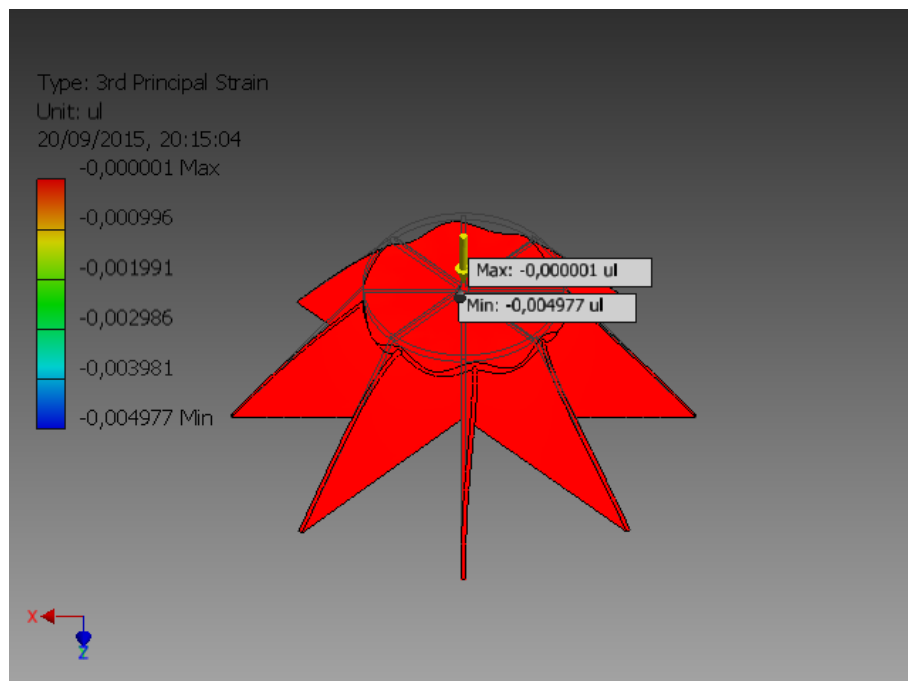 Type: 3rd Principal Strain
Unit: ul
20/09/2015, 20:15:04
-0,000001 Max
-0,000996
-0,001991
-0,002986
-0,003981
-0,004977 Min
Max: -0,000001 ul
Min: -0,004977 ul
X
Z